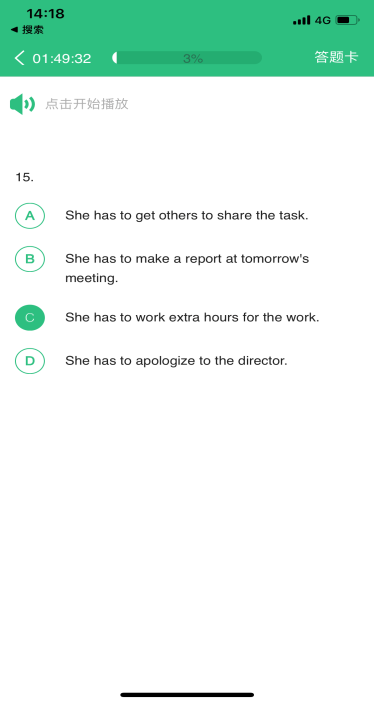 14:18
◀ 搜索
4G
01:49:32
3%
答题卡
点击开始播放
15.
A
She has to get others to share the task.
B
She has to make a report at tomorrow's
meeting.
C
She has to work extra hours for the work.
D
She has to apologize to the director.